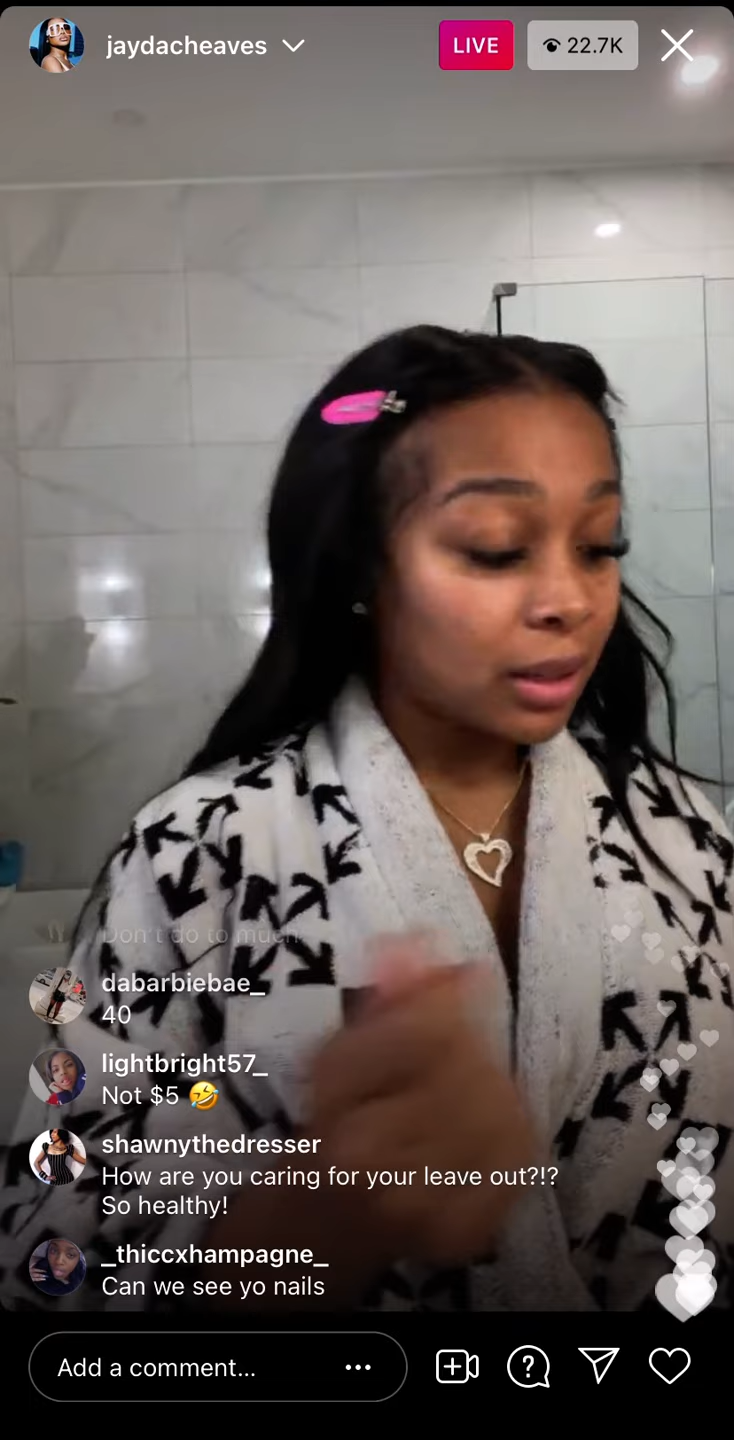 jaydacheaves
LIVE
22.7K
Don't do to much
dabarbiebae_
40
lightbright57_
Not $5 🤣
shawnythedresser
How are you caring for your leave out?!?
So healthy!
_thiccxhampagne_
Can we see yo nails
Add a comment...